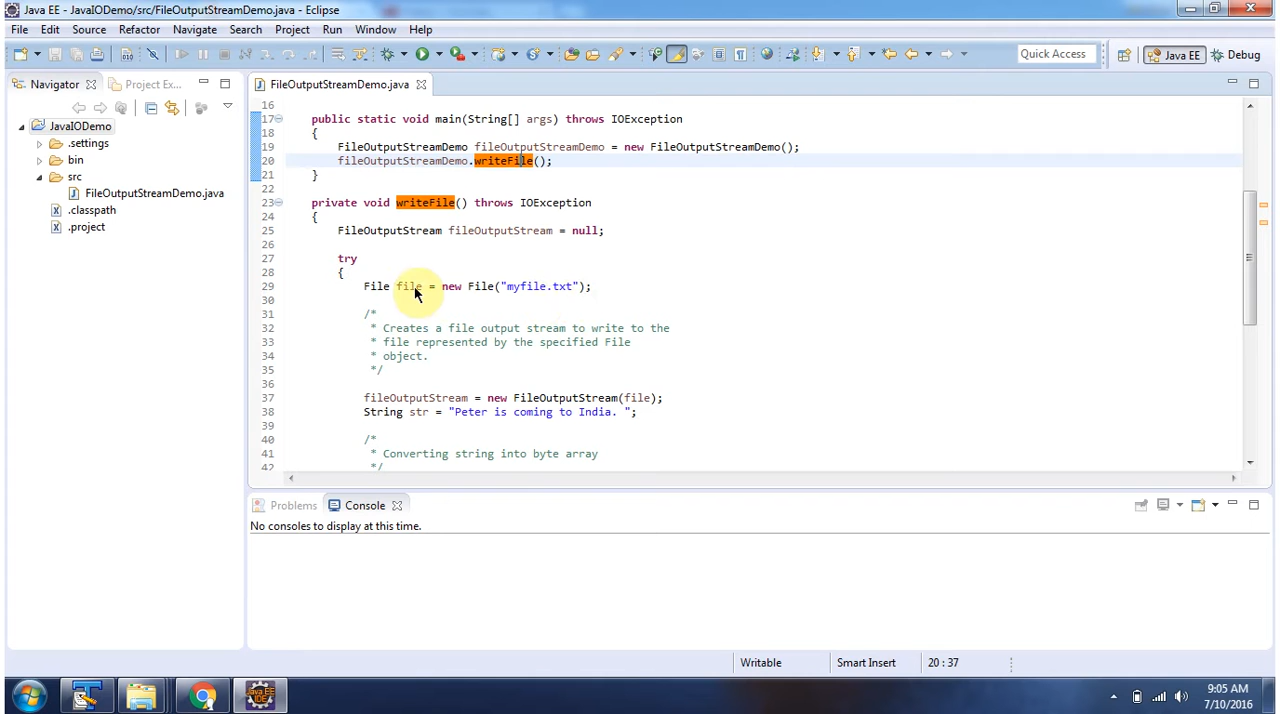 Java EE - JavaIODemo/src/FileOutputStreamDemo.java - Eclipse
File Edit Source Refactor Navigate Search Project Run Window Help
Quick Access Java EE Debug
Navigator Project Ex... FileOutputStreamDemo.java
JavaIODemo
.settings
bin
src
FileOutputStreamDemo.java
.classpath
.project
16
17 public static void main(String[] args) throws IOException
18 {
19 FileOutputStreamDemo fileOutputStreamDemo = new FileOutputStreamDemo();
20 fileOutputStreamDemo.writeFile();
21 }
22
23 private void writeFile() throws IOException
24 {
25 FileOutputStream fileOutputStream = null;
26
27 try
28 {
29 File file = new File("myfile.txt");
30
31 /*
32 * Creates a file output stream to write to the
33 * file represented by the specified File
34 * object.
35 */
36
37 fileOutputStream = new FileOutputStream(file);
38 String str = "Peter is coming to India. ";
39
40 /*
41 * Converting string into byte array
42 */
Problems Console
No consoles to display at this time.
Writable Smart Insert 20 : 37
Java EE IDE
9:05 AM
7/10/2016